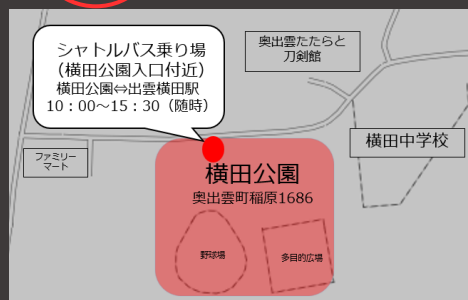 シャトルバス乗り場
(横田公園入口付近)
横田公園⇔出雲横田駅
10：00～15：30（随時）
奥出雲たたらと
刀剣館
横田中学校
ファミリー
マート
横田公園
奥出雲町稲原1686
野球場
多目的広場